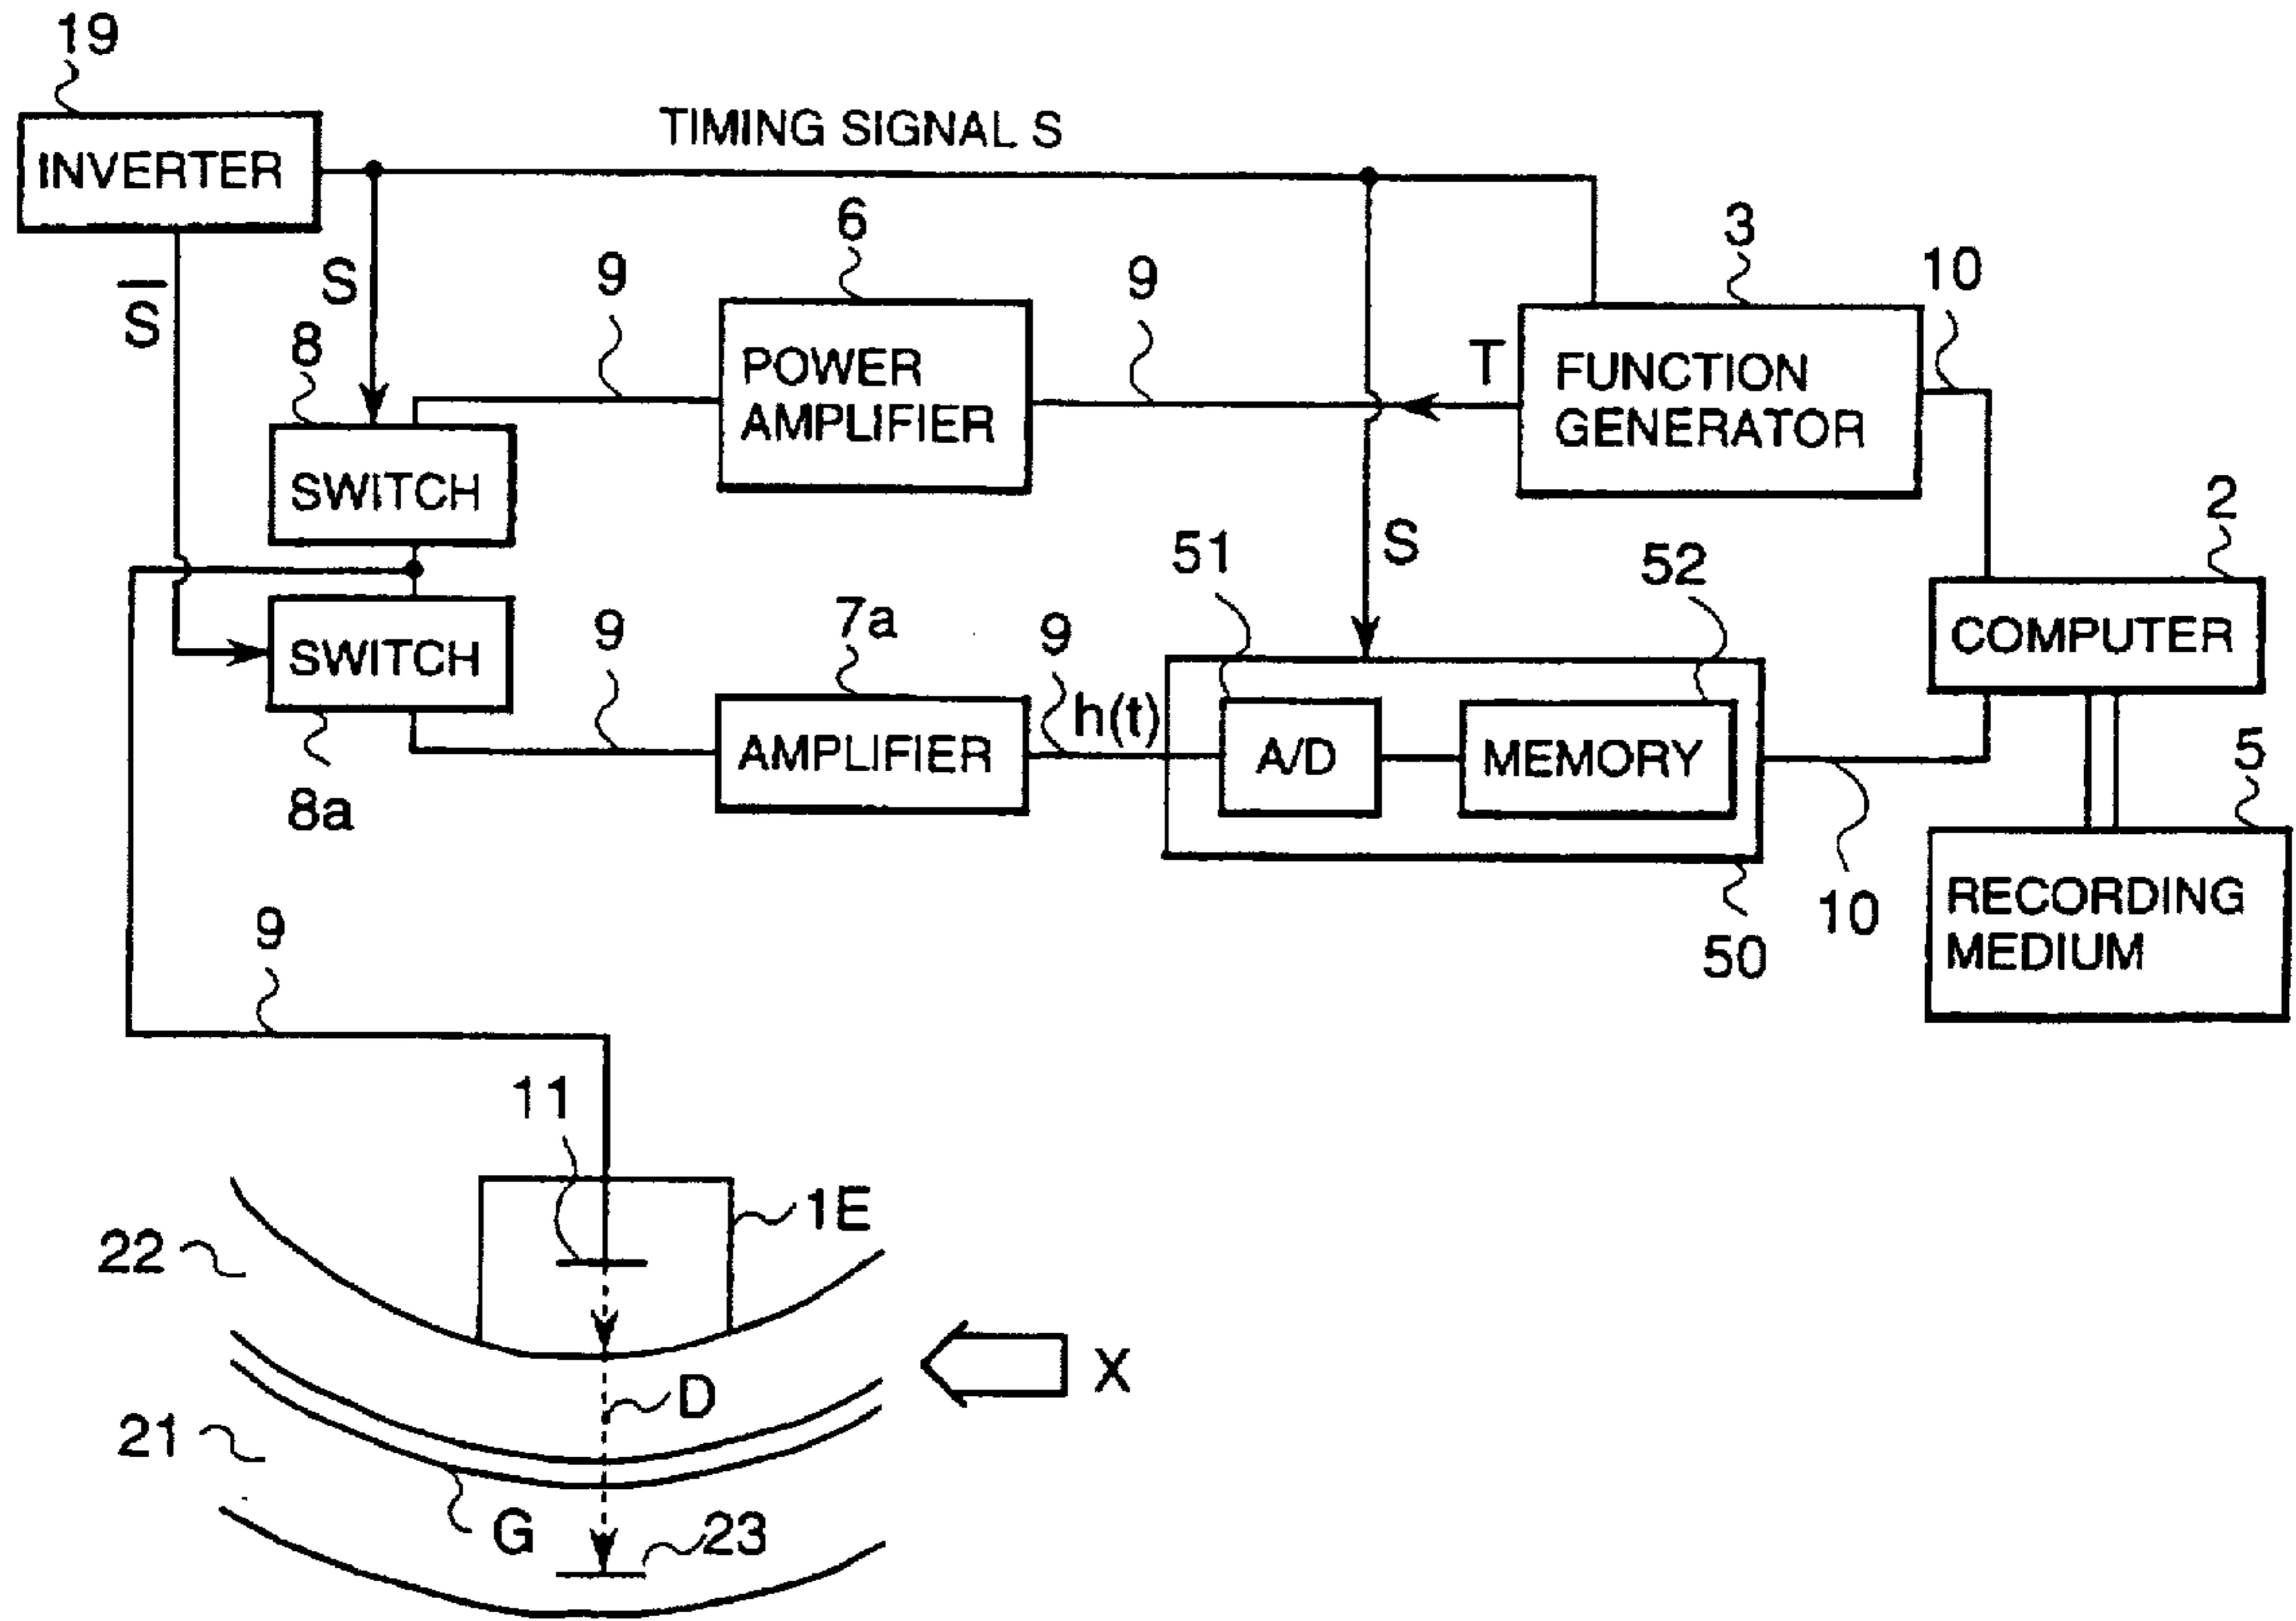 19
INVERTER
TIMING SIGNAL S
S̅
S
8
9
6
9
3
10
POWER
AMPLIFIER
T
FUNCTION
GENERATOR
SWITCH
2
51
S
52
COMPUTER
SWITCH
8a
9
7a
AMPLIFIER
9
h(t)
A/D
MEMORY
50
10
5
RECORDING
MEDIUM
9
11
1E
22
X
D
21
G
23